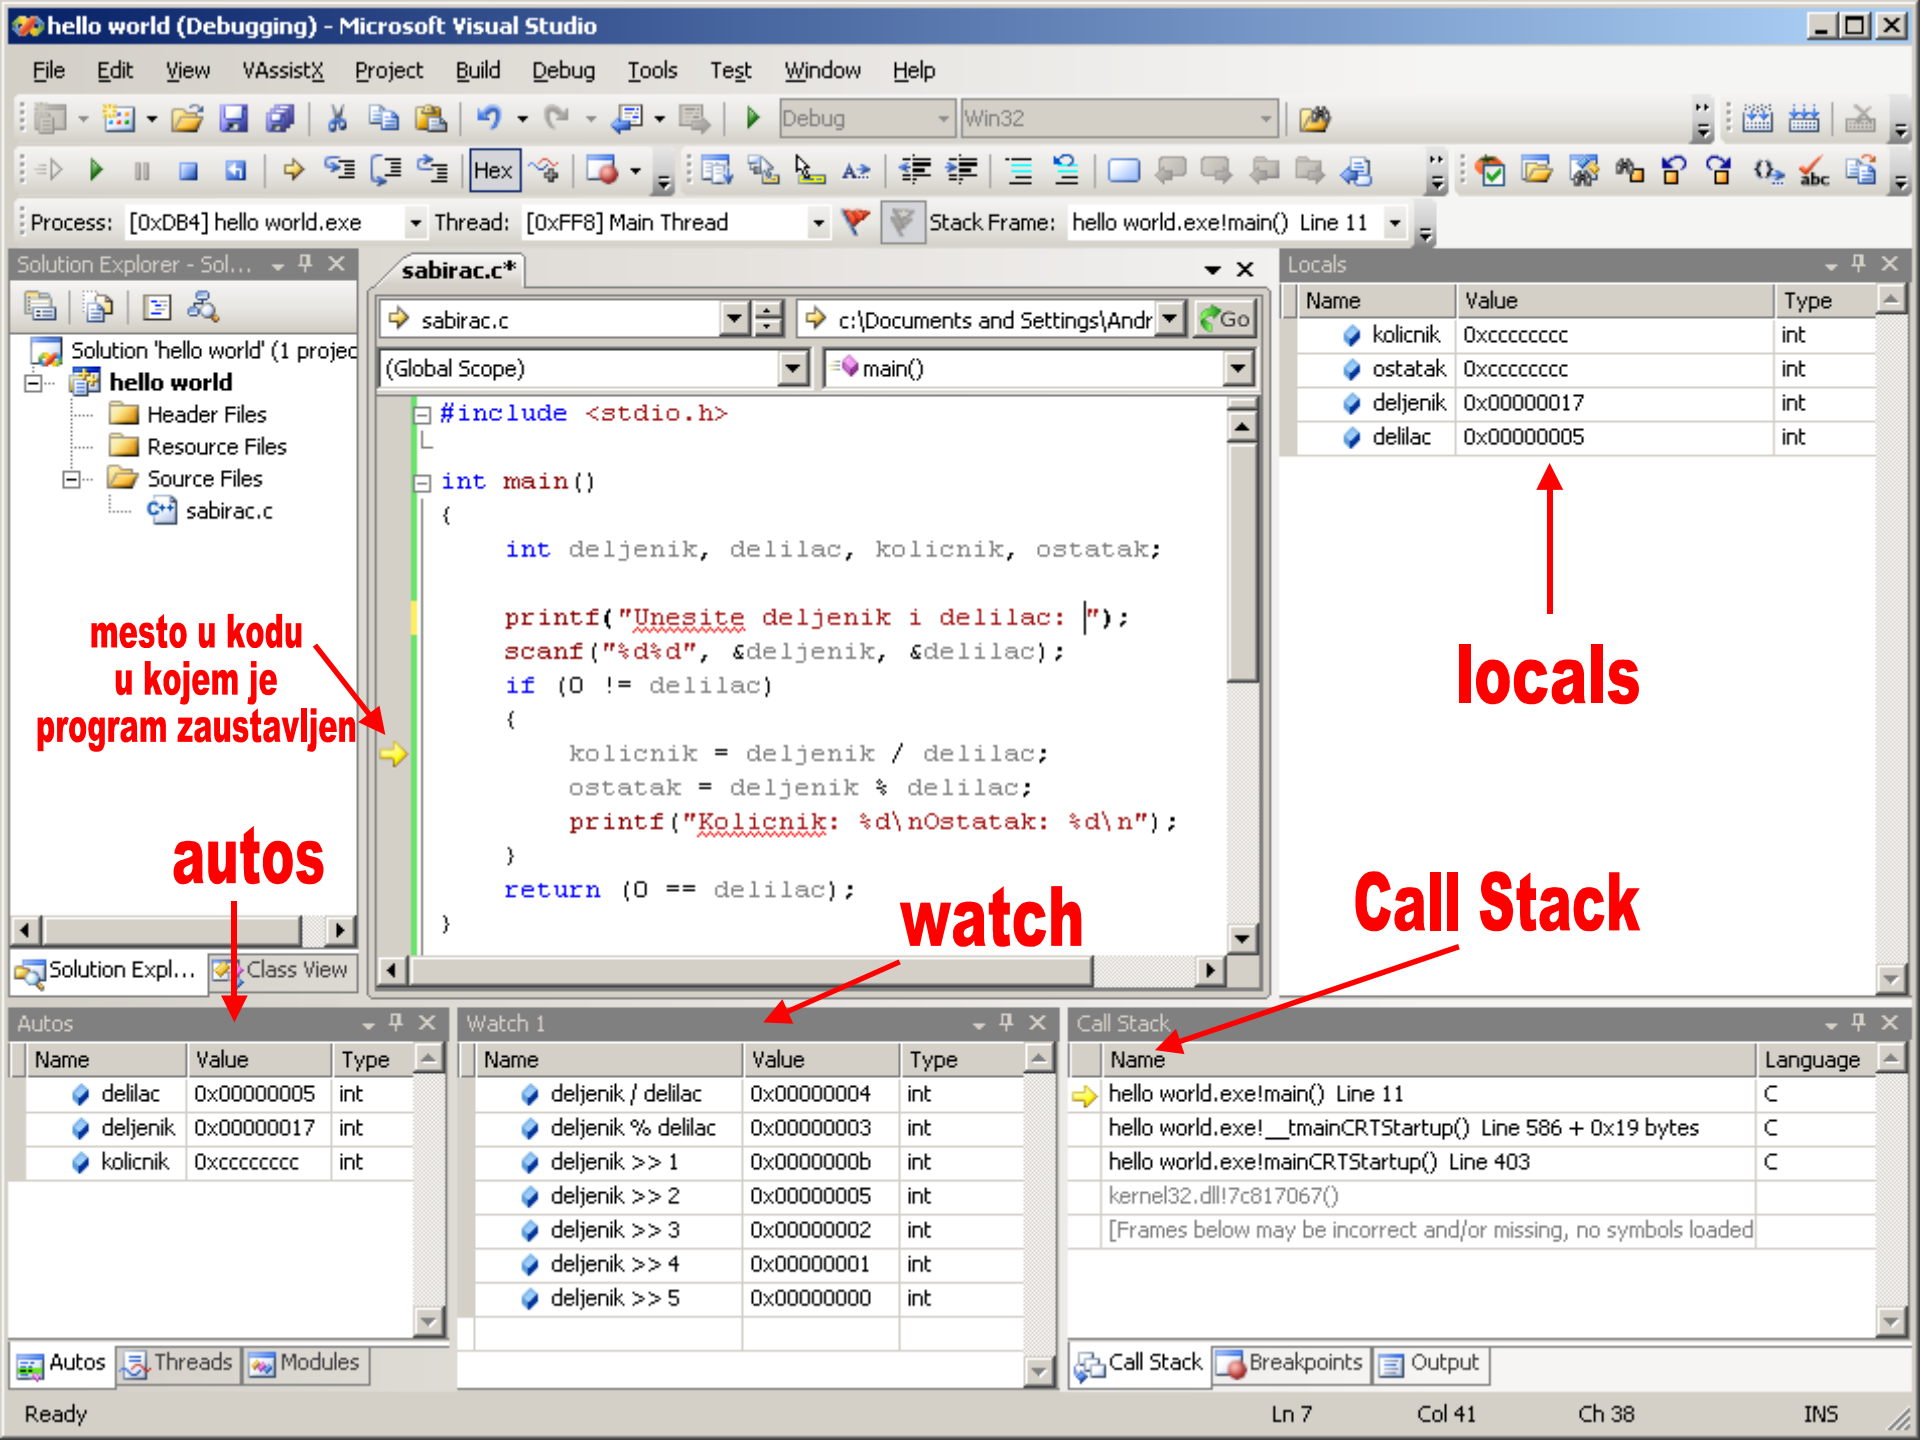 hello world (Debugging) - Microsoft Visual Studio
File Edit View VAssistX Project Build Debug Tools Test Window Help
Debug Win32
Hex
abc
Process: [0xDB4] hello world.exe Thread: [0xFF8] Main Thread Stack Frame: hello world.exe!main() Line 11
Solution Explorer - Sol...
Solution 'hello world' (1 projec
hello world
Header Files
Resource Files
Source Files
sabirac.c
mesto u kodu
u kojem je
program zaustavljen
autos
Solution Expl... Class View
sabirac.c*
sabirac.c c:\Documents and Settings\Andr Go
(Global Scope) main()
#include <stdio.h>
int main()
{
int deljenik, delilac, kolicnik, ostatak;
printf("Unesite deljenik i delilac: ");
scanf("%d%d", &deljenik, &delilac);
if (0 != delilac)
{
kolicnik = deljenik / delilac;
ostatak = deljenik % delilac;
printf("Kolicnik: %d\nOstatak: %d\n");
}
return (0 == delilac);
}
watch
Locals
Name Value Type
kolicnik 0xcccccccc int
ostatak 0xcccccccc int
deljenik 0x00000017 int
delilac 0x00000005 int
locals
Call Stack
Autos
Name Value Type
delilac 0x00000005 int
deljenik 0x00000017 int
kolicnik 0xcccccccc int
Autos Threads Modules
Watch 1
Name Value Type
deljenik / delilac 0x00000004 int
deljenik % delilac 0x00000003 int
deljenik >> 1 0x0000000b int
deljenik >> 2 0x00000005 int
deljenik >> 3 0x00000002 int
deljenik >> 4 0x00000001 int
deljenik >> 5 0x00000000 int
Call Stack
Name Language
hello world.exe!main() Line 11 C
hello world.exe!__tmainCRTStartup() Line 586 + 0x19 bytes C
hello world.exe!mainCRTStartup() Line 403 C
kernel32.dll!7c817067()
[Frames below may be incorrect and/or missing, no symbols loaded
Call Stack Breakpoints Output
Ready Ln 7 Col 41 Ch 38 INS